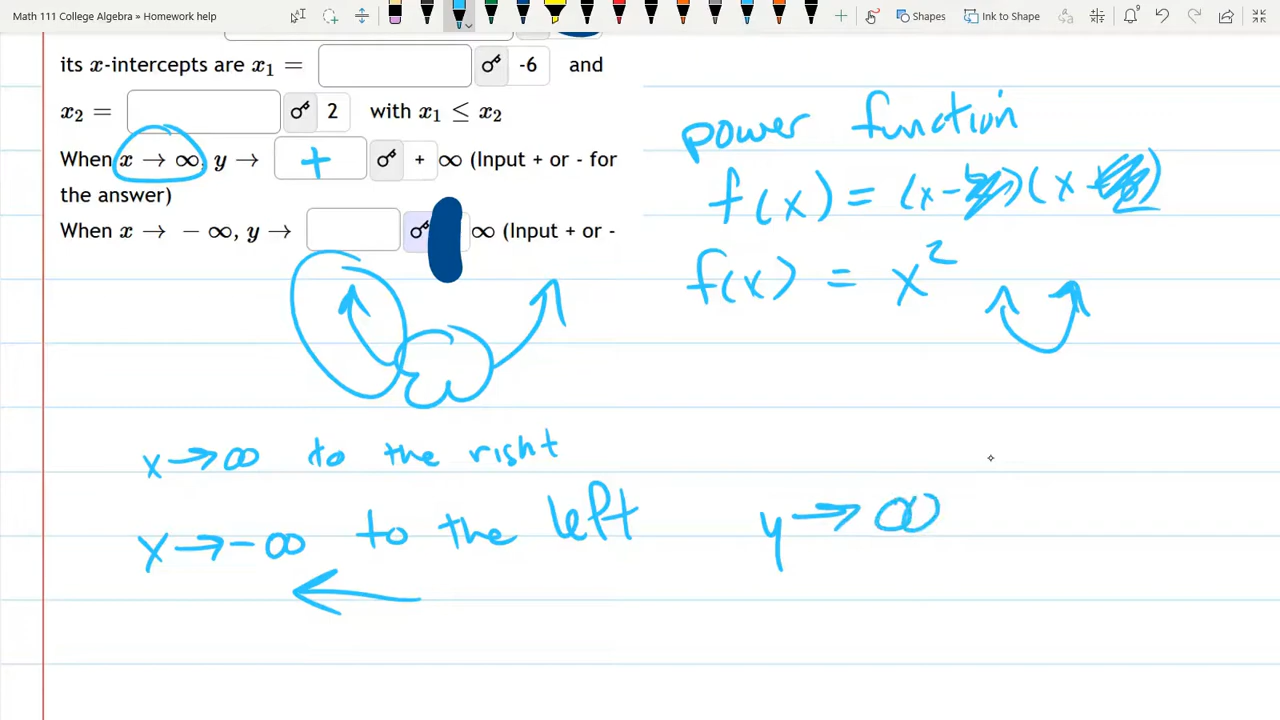 Math 111 College Algebra » Homework help
Shapes
Ink to Shape
its x-intercepts are x₁ = -6 and
x₂ = 2 with x₁ ≤ x₂
When x → ∞, y → + + ∞ (Input + or - for
the answer)
When x → - ∞, y → ∞ (Input + or -
power function
f(x) = (x- )(x )
f(x) = x²
x→∞ to the right
x→-∞ to the left
y→∞